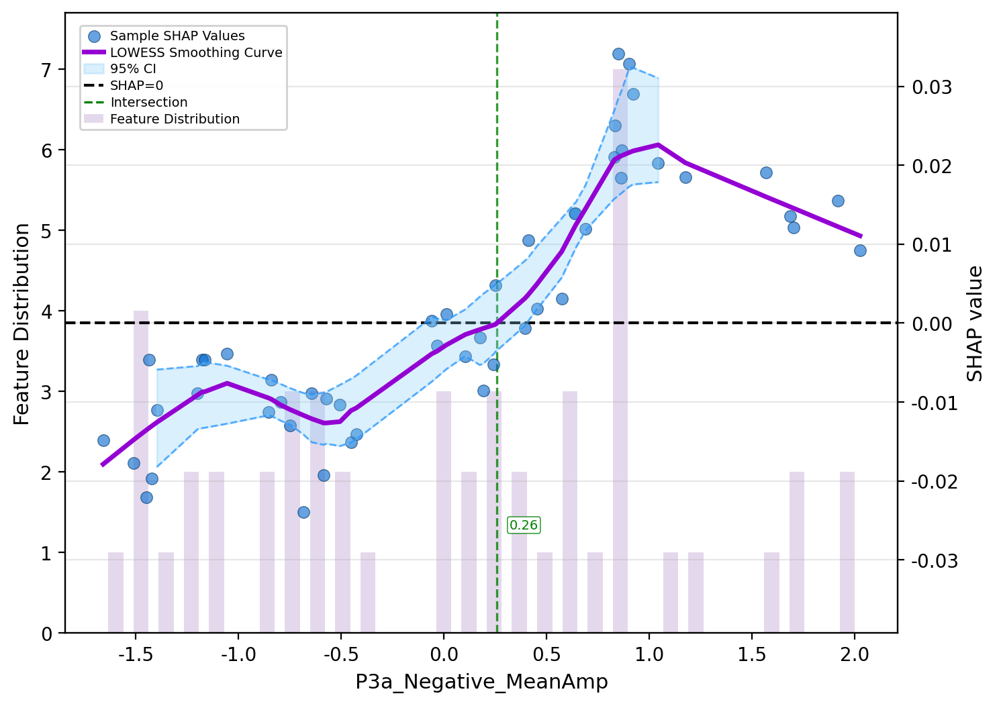 Sample SHAP Values
LOWESS Smoothing Curve
95% CI
SHAP=0
Intersection
Feature Distribution
7
6
5
4
3
2
1
0
Feature Distribution
0.03
0.02
0.01
0.00
-0.01
-0.02
-0.03
SHAP value
0.26
-1.5 -1.0 -0.5 0.0 0.5 1.0 1.5 2.0
P3a_Negative_MeanAmp